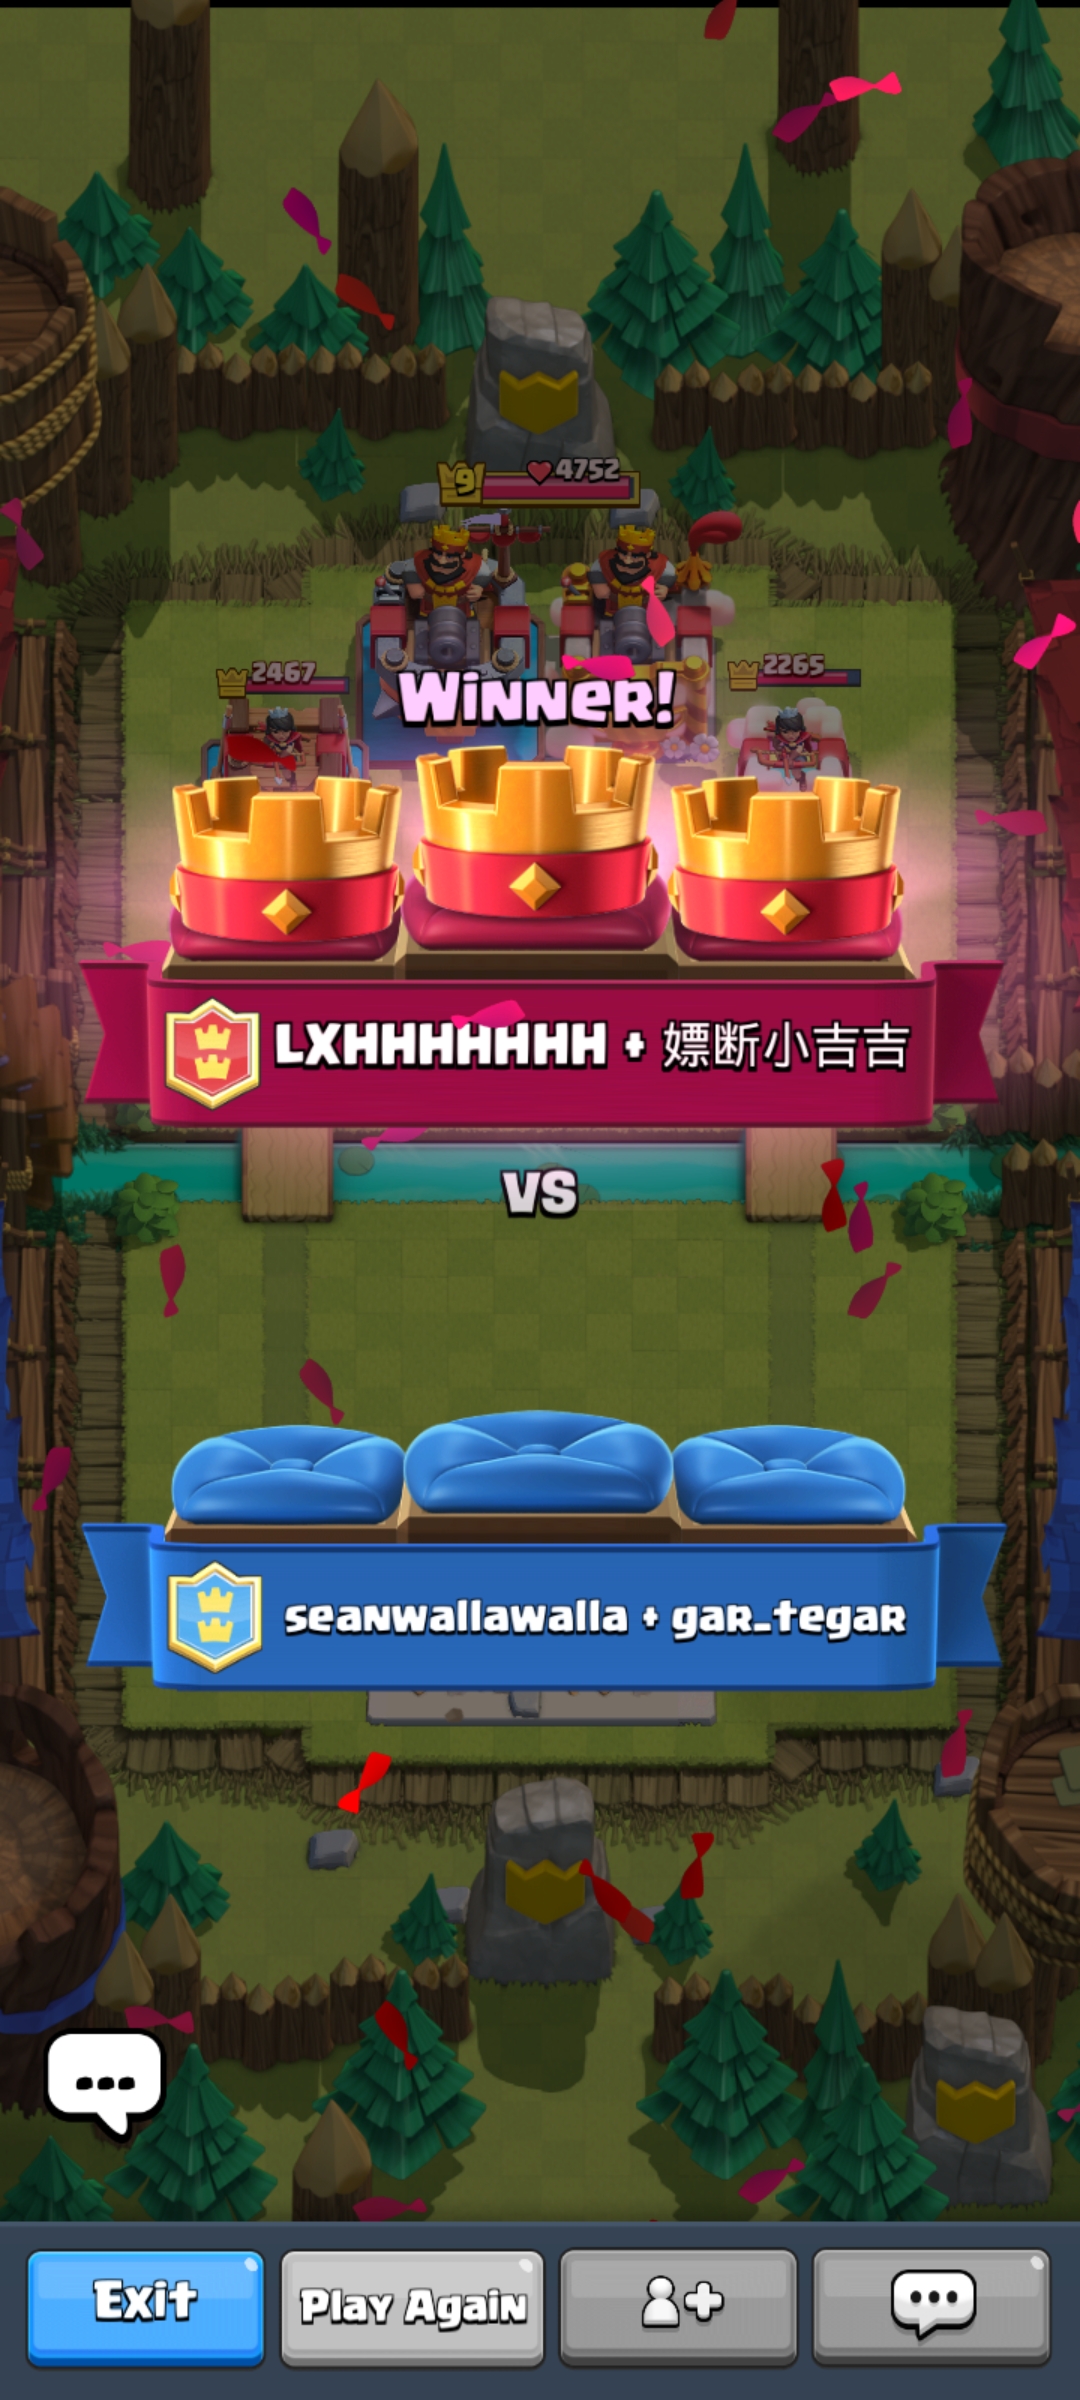 9 4752
2467
2265
Winner!
LXHHHHHHH + 嫖断小吉吉
VS
seanwallawalla + gar_tegar
Exit
Play Again